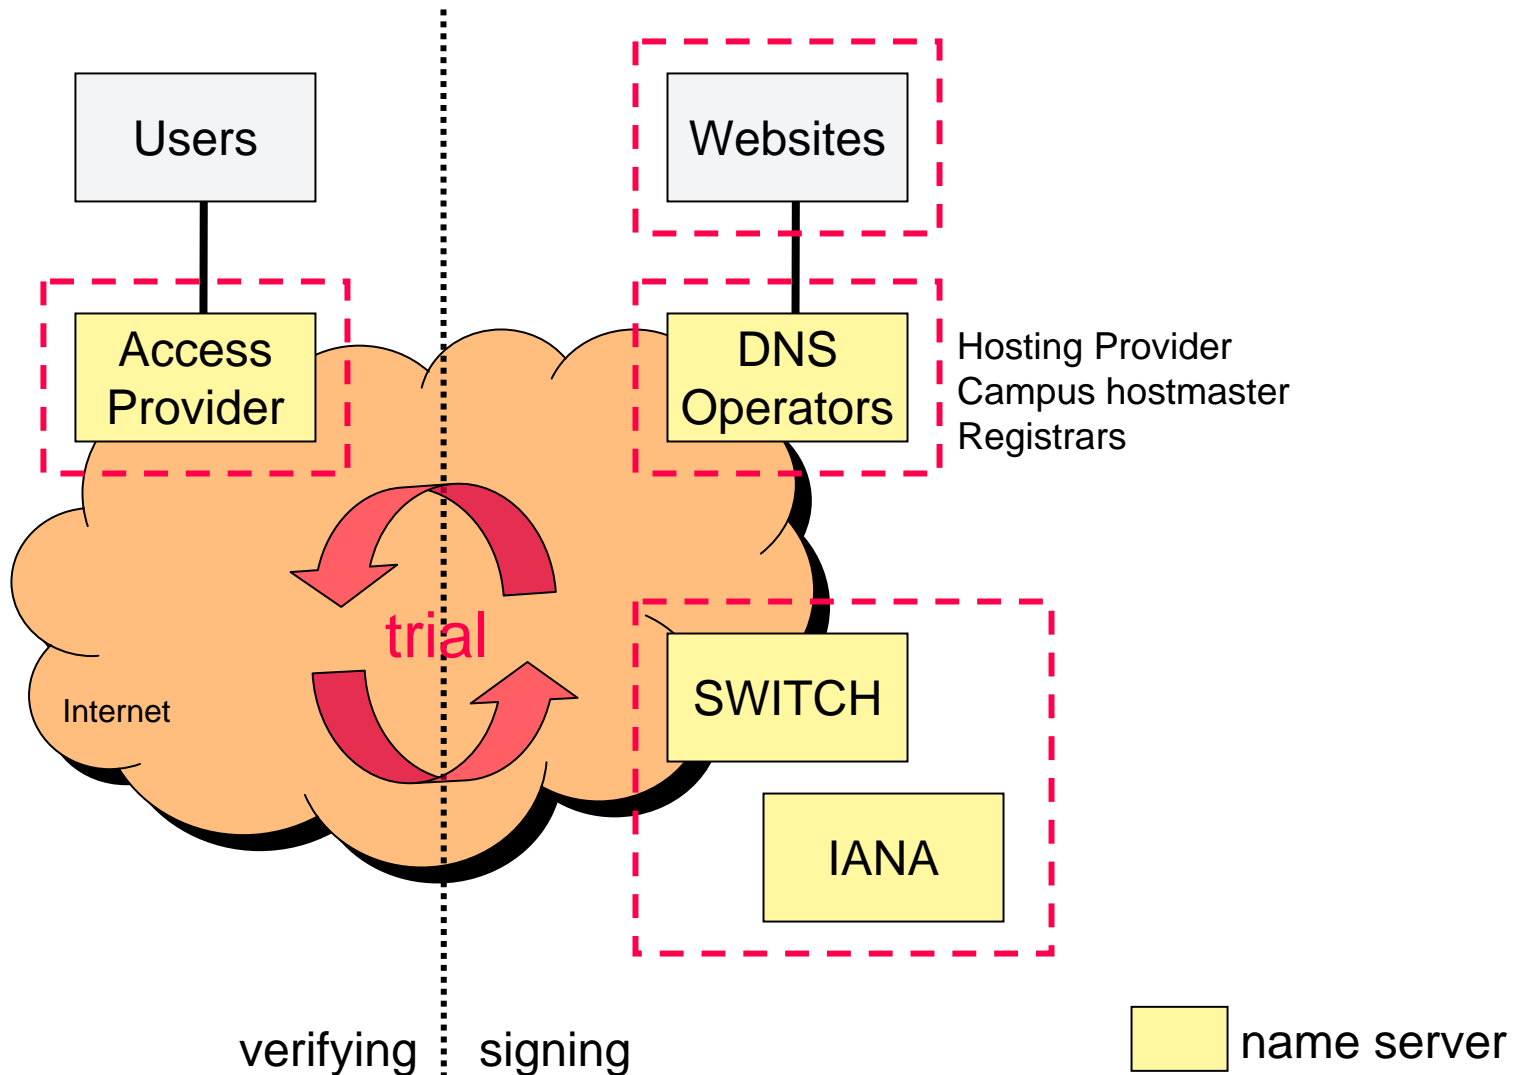 Users
Websites
Access
Provider
DNS
Operators
Hosting Provider
Campus hostmaster
Registrars
trial
SWITCH
Internet
IANA
verifying
signing
name server